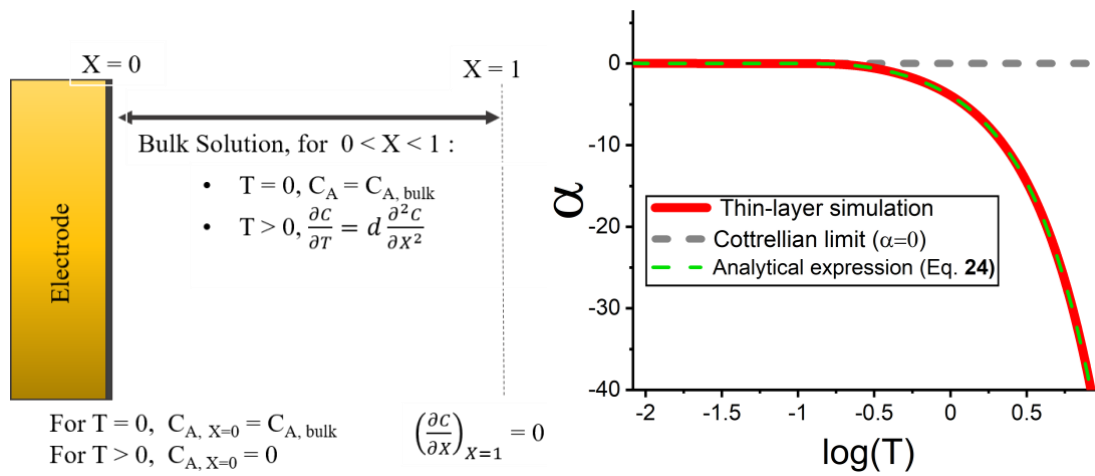 X = 0
X = 1
Bulk Solution, for 0 < X < 1 :
• T = 0, C_A = C_A, bulk
• T > 0, ∂C/∂T = d ∂²C/∂X²
Electrode
For T = 0, C_A, X=0 = C_A, bulk
For T > 0, C_A, X=0 = 0
(∂C/∂X)_X=1 = 0
α
0
-10
-20
-30
-40
Thin-layer simulation
Cottrellian limit (α=0)
Analytical expression (Eq. 24)
-2 -1.5 -1 -0.5 0 0.5
log(T)